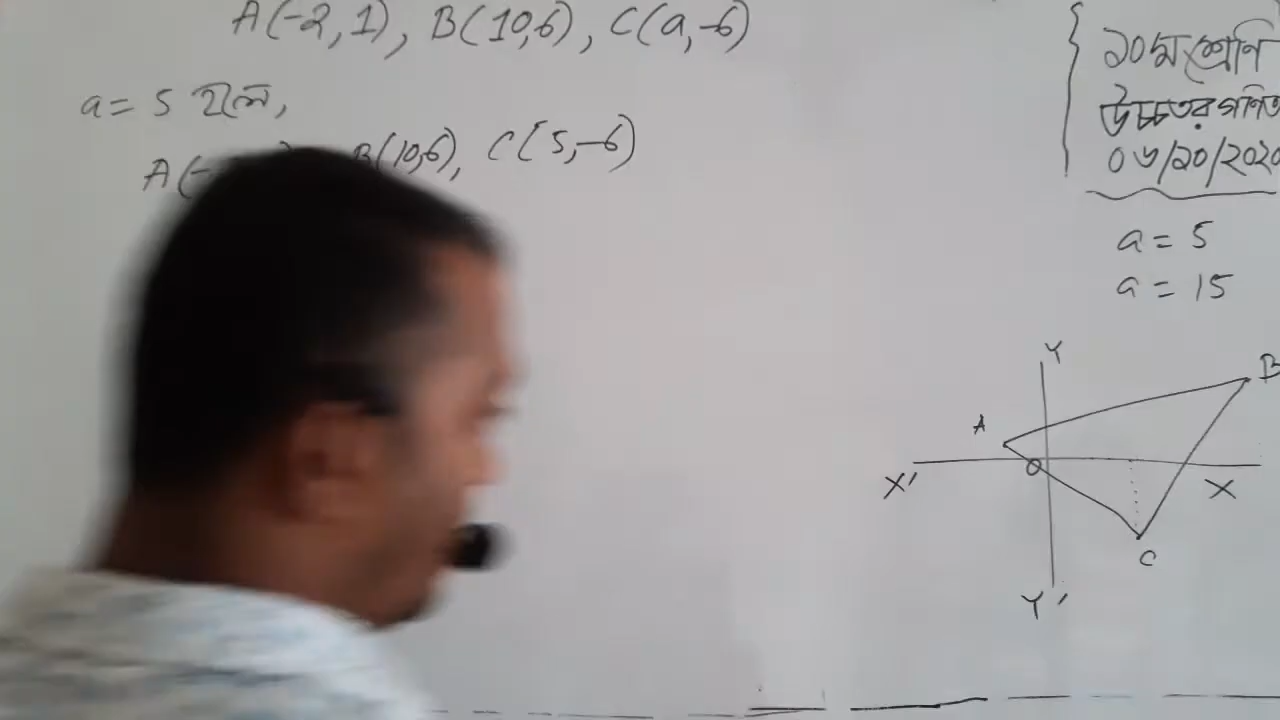 A(-2,1), B(10,6), C(a,-6)
a = 5 হলে,
A(- B(10,6), C(5,-6)
১০ম শ্রেণি
উচ্চতর গণিত
০৬/১০/২০২০
a = 5
a = 15
Y
B
A
O
X' X
C
Y'